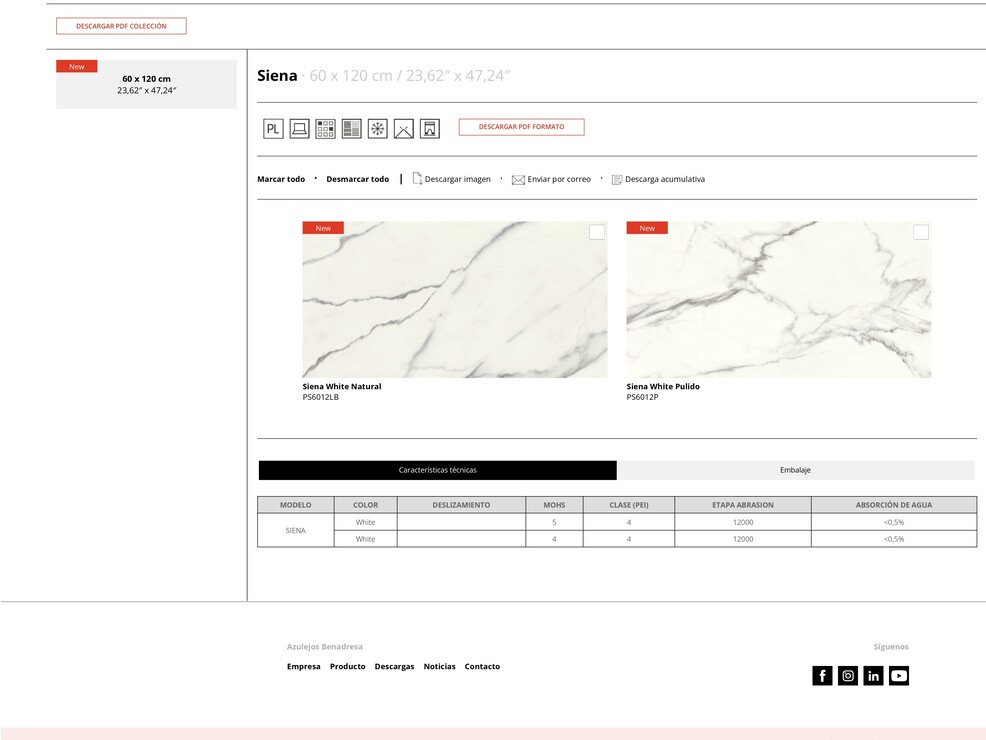 DESCARGAR PDF COLECCIÓN
New
60 x 120 cm
23,62″ x 47,24″
Siena · 60 x 120 cm / 23,62″ x 47,24″
PL
DESCARGAR PDF FORMATO
Marcar todo · Desmarcar todo | Descargar imagen · Enviar por correo · Descarga acumulativa
New
New
Siena White Natural
PS6012LB
Siena White Pulido
PS6012P
Características técnicas
Embalaje
MODELO COLOR DESLIZAMIENTO MOHS CLASE (PEI) ETAPA ABRASION ABSORCIÓN DE AGUA
SIENA White 5 4 12000 <0,5%
White 4 4 12000 <0,5%
Azulejos Benadresa
Empresa Producto Descargas Noticias Contacto
Síguenos